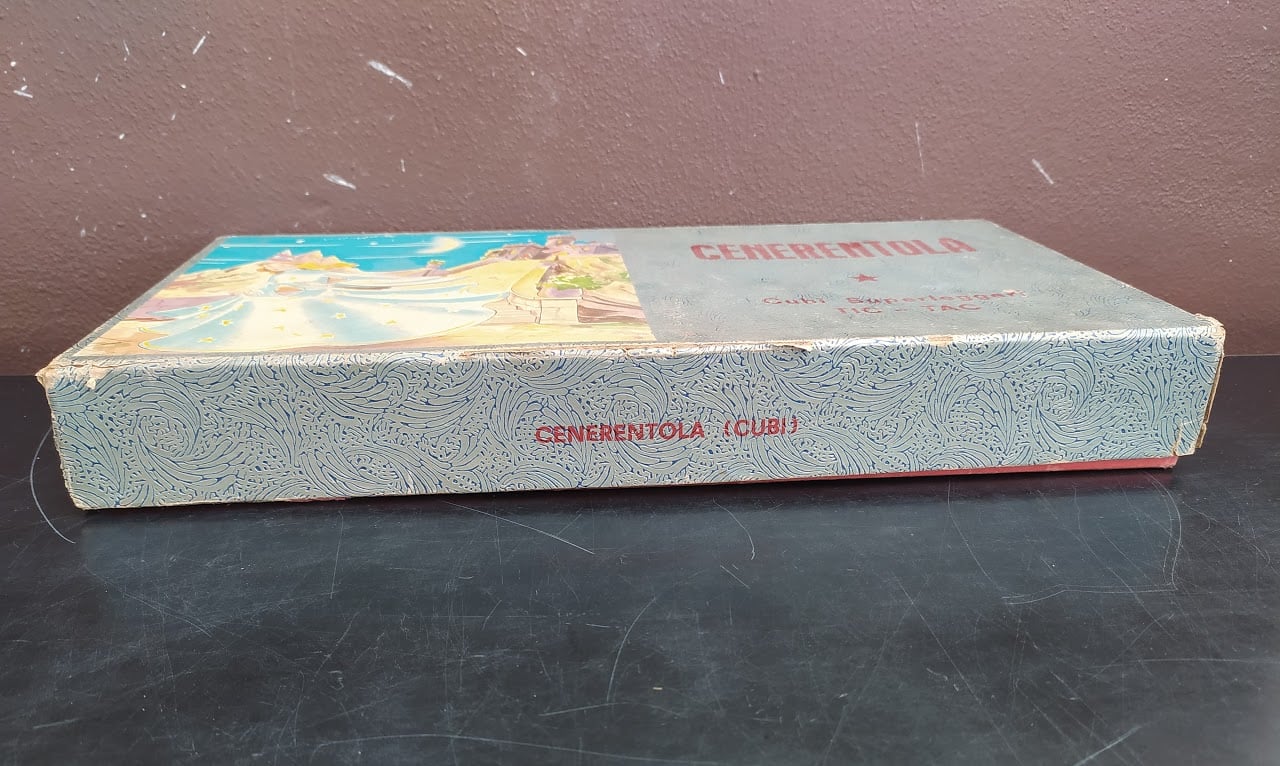 CENERENTOLA
Cubi Superleggeri
TIC - TAC
CENERENTOLA (CUBI)